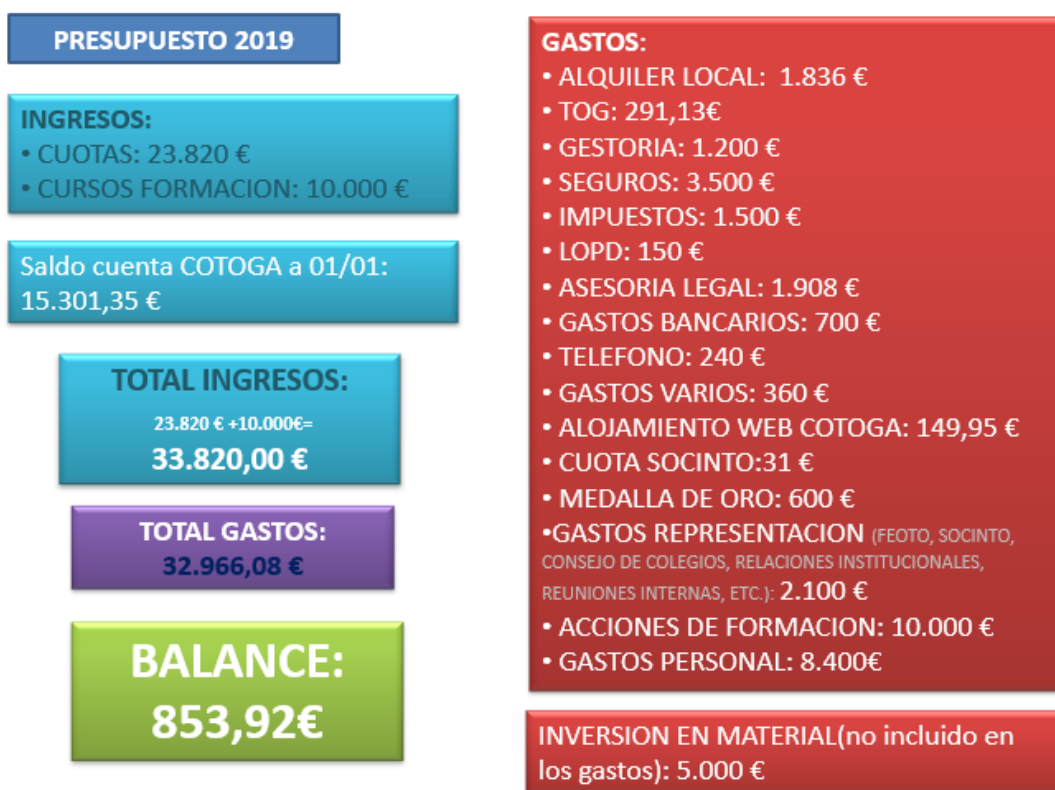 PRESUPUESTO 2019
INGRESOS:
• CUOTAS: 23.820 €
• CURSOS FORMACION: 10.000 €
Saldo cuenta COTOGA a 01/01:
15.301,35 €
TOTAL INGRESOS:
23.820 € +10.000€=
33.820,00 €
TOTAL GASTOS:
32.966,08 €
BALANCE:
853,92€
GASTOS:
• ALQUILER LOCAL: 1.836 €
• TOG: 291,13€
• GESTORIA: 1.200 €
• SEGUROS: 3.500 €
• IMPUESTOS: 1.500 €
• LOPD: 150 €
• ASESORIA LEGAL: 1.908 €
• GASTOS BANCARIOS: 700 €
• TELEFONO: 240 €
• GASTOS VARIOS: 360 €
• ALOJAMIENTO WEB COTOGA: 149,95 €
• CUOTA SOCINTO:31 €
• MEDALLA DE ORO: 600 €
•GASTOS REPRESENTACION (FEOTO, SOCINTO,
CONSEJO DE COLEGIOS, RELACIONES INSTITUCIONALES,
REUNIONES INTERNAS, ETC.): 2.100 €
• ACCIONES DE FORMACION: 10.000 €
• GASTOS PERSONAL: 8.400€
INVERSION EN MATERIAL(no incluido en
los gastos): 5.000 €